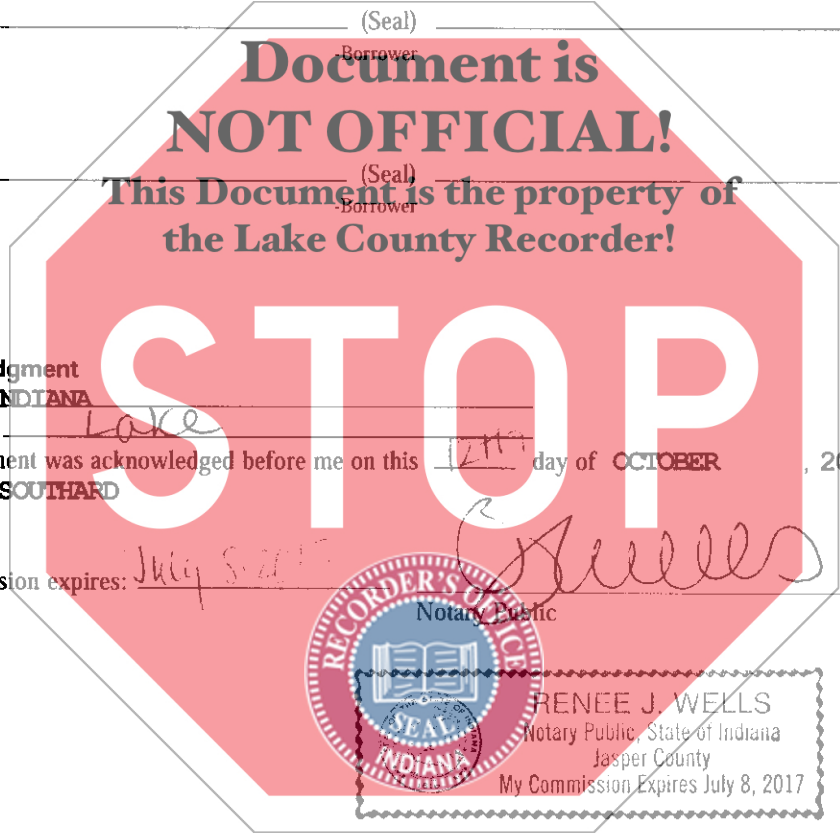 (Seal)
-Borrower
Document is
NOT OFFICIAL!
(Seal)
This Document is the property of
-Borrower
the Lake County Recorder!
STOP
dgment
NDIANA
Lake
nent was acknowledged before me on this 12TH day of OCTOBER , 20
SOUTHARD
sion expires: July 8
Notary Public
RECORDER'S OFFICE
SEAL
INDIANA
RENEE J. WELLS
Notary Public, State of Indiana
Jasper County
My Commission Expires July 8, 2017